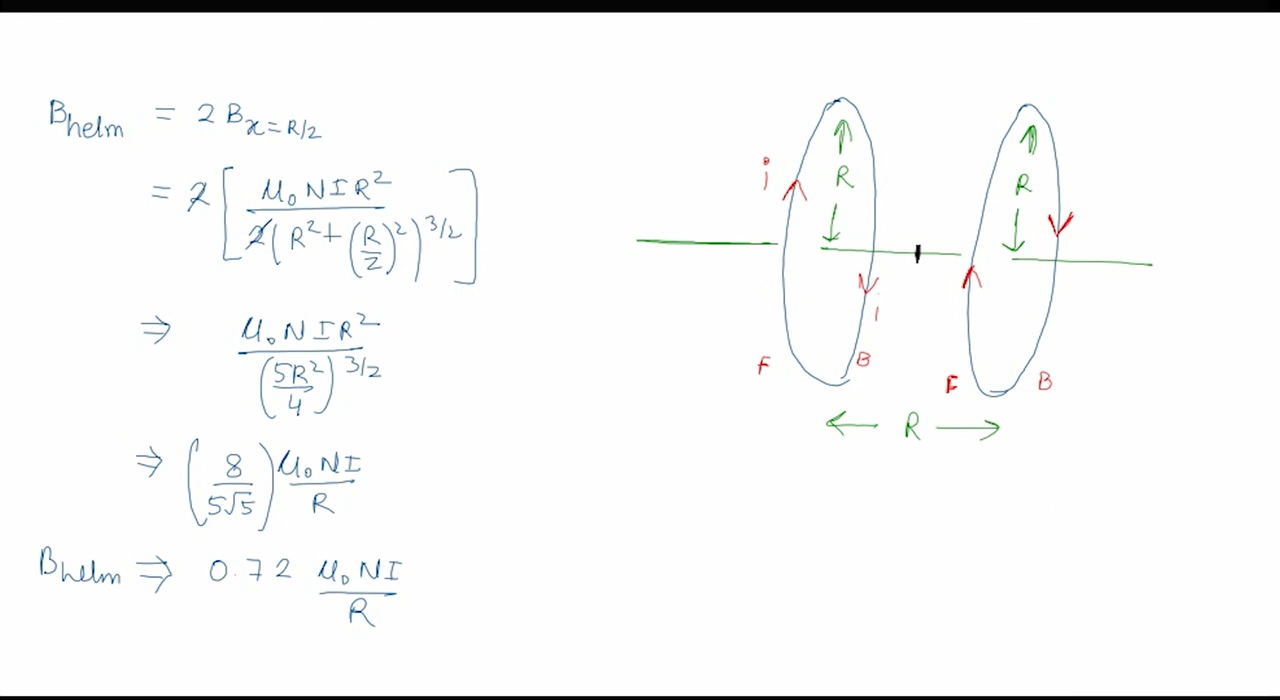 B_helm = 2 B_x=R/2
= 2 [ μ₀ N I R² / 2 ( R² + (R/2)² )^3/2 ]
⇒ μ₀ N I R² / (5R²/4)^3/2
⇒ (8 / 5√5) μ₀ N I / R
B_helm ⇒ 0.72 μ₀ N I / R
i
R
R
i
F
B
F
B
R